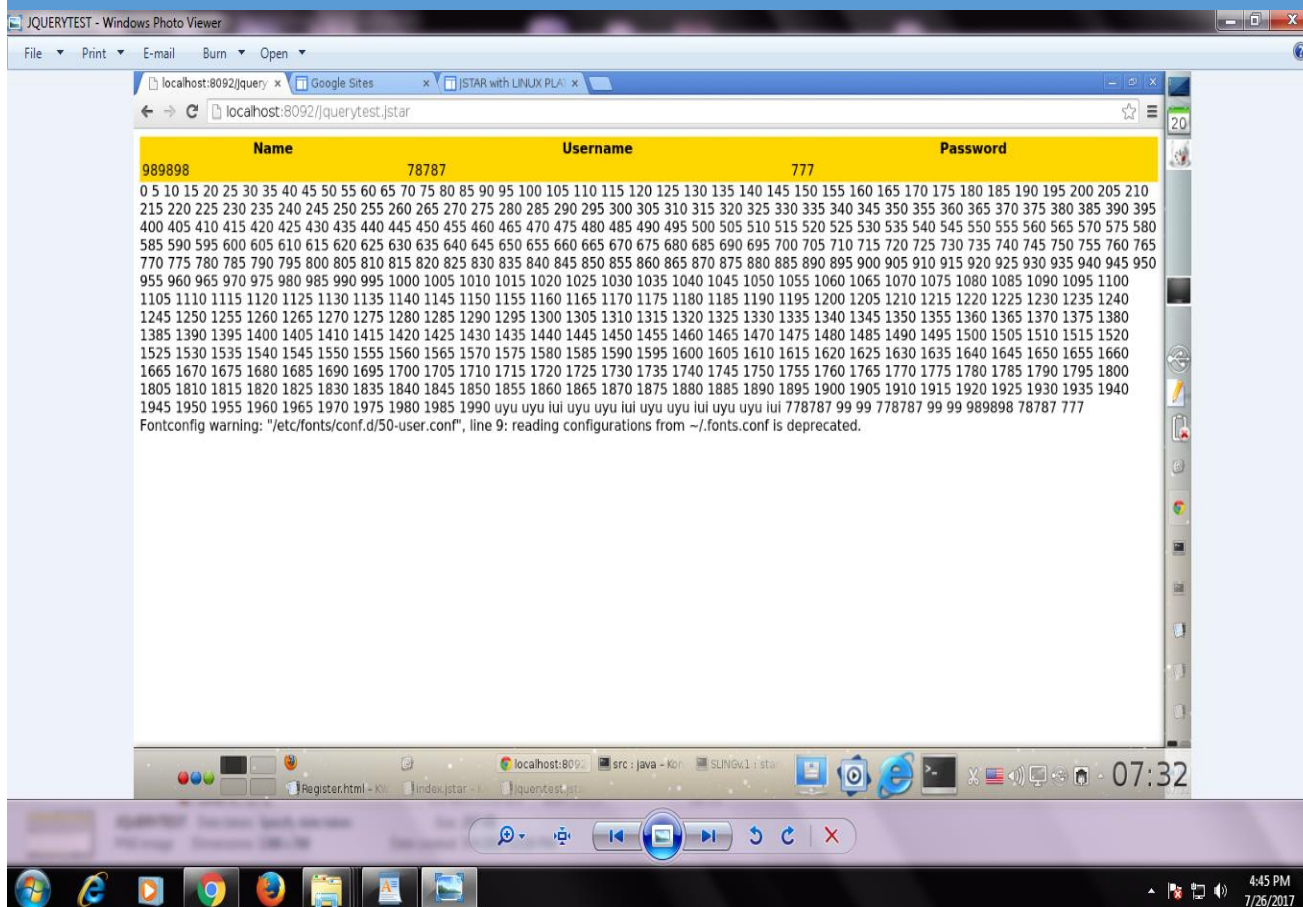 JQUERYTEST - Windows Photo Viewer
File Print E-mail Burn Open
localhost:8092/jquery Google Sites JSTAR with LINUX PLA
localhost:8092/jquerytest.jstar
20
Name Username Password
989898 78787 777
0 5 10 15 20 25 30 35 40 45 50 55 60 65 70 75 80 85 90 95 100 105 110 115 120 125 130 135 140 145 150 155 160 165 170 175 180 185 190 195 200 205 210
215 220 225 230 235 240 245 250 255 260 265 270 275 280 285 290 295 300 305 310 315 320 325 330 335 340 345 350 355 360 365 370 375 380 385 390 395
400 405 410 415 420 425 430 435 440 445 450 455 460 465 470 475 480 485 490 495 500 505 510 515 520 525 530 535 540 545 550 555 560 565 570 575 580
585 590 595 600 605 610 615 620 625 630 635 640 645 650 655 660 665 670 675 680 685 690 695 700 705 710 715 720 725 730 735 740 745 750 755 760 765
770 775 780 785 790 795 800 805 810 815 820 825 830 835 840 845 850 855 860 865 870 875 880 885 890 895 900 905 910 915 920 925 930 935 940 945 950
955 960 965 970 975 980 985 990 995 1000 1005 1010 1015 1020 1025 1030 1035 1040 1045 1050 1055 1060 1065 1070 1075 1080 1085 1090 1095 1100
1105 1110 1115 1120 1125 1130 1135 1140 1145 1150 1155 1160 1165 1170 1175 1180 1185 1190 1195 1200 1205 1210 1215 1220 1225 1230 1235 1240
1245 1250 1255 1260 1265 1270 1275 1280 1285 1290 1295 1300 1305 1310 1315 1320 1325 1330 1335 1340 1345 1350 1355 1360 1365 1370 1375 1380
1385 1390 1395 1400 1405 1410 1415 1420 1425 1430 1435 1440 1445 1450 1455 1460 1465 1470 1475 1480 1485 1490 1495 1500 1505 1510 1515 1520
1525 1530 1535 1540 1545 1550 1555 1560 1565 1570 1575 1580 1585 1590 1595 1600 1605 1610 1615 1620 1625 1630 1635 1640 1645 1650 1655 1660
1665 1670 1675 1680 1685 1690 1695 1700 1705 1710 1715 1720 1725 1730 1735 1740 1745 1750 1755 1760 1765 1770 1775 1780 1785 1790 1795 1800
1805 1810 1815 1820 1825 1830 1835 1840 1845 1850 1855 1860 1865 1870 1875 1880 1885 1890 1895 1900 1905 1910 1915 1920 1925 1930 1935 1940
1945 1950 1955 1960 1965 1970 1975 1980 1985 1990 uyu uyu iui uyu uyu iui uyu uyu iui uyu uyu iui 778787 99 99 778787 99 99 989898 78787 777
Fontconfig warning: "/etc/fonts/conf.d/50-user.conf", line 9: reading configurations from ~/.fonts.conf is deprecated.
localhost:8092 src : java - Kon SLINGv.1 : star
Register.html - KW index.jstar - jquerytest.jst
07:32
4:45 PM
7/26/2017